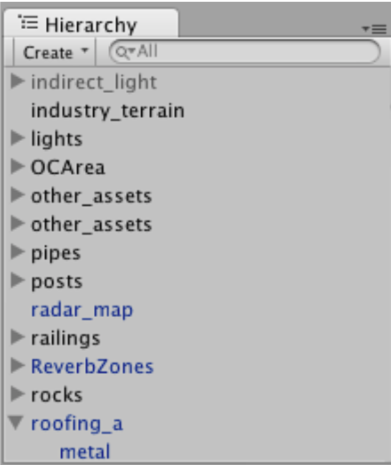 Hierarchy
Create All
indirect_light
industry_terrain
lights
OCArea
other_assets
other_assets
pipes
posts
radar_map
railings
ReverbZones
rocks
roofing_a
metal